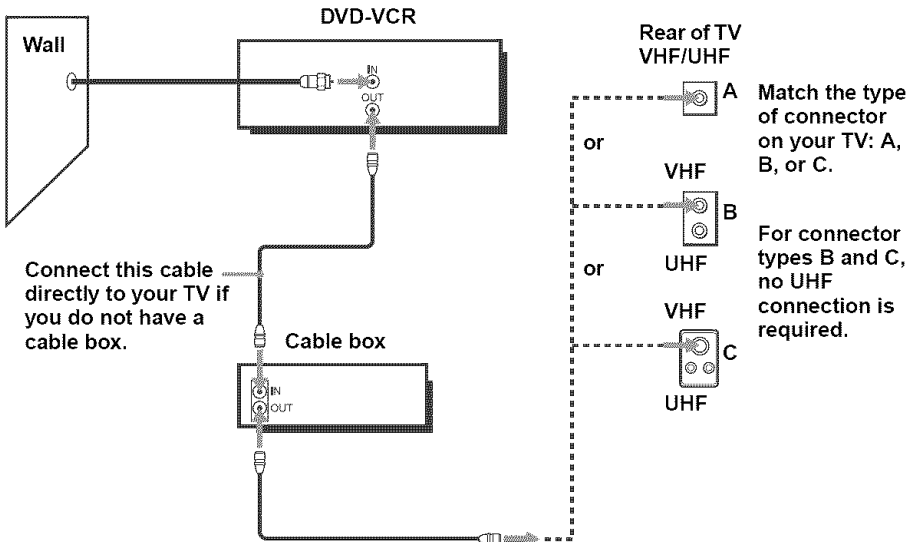 DVD-VCR
Wall
IN
OUT
Rear of TV
VHF/UHF
A
Match the type
of connector
on your TV: A,
B, or C.
or
VHF
B
UHF
For connector
types B and C,
no UHF
connection is
required.
or
VHF
C
UHF
Connect this cable
directly to your TV if
you do not have a
cable box.
Cable box
IN
OUT